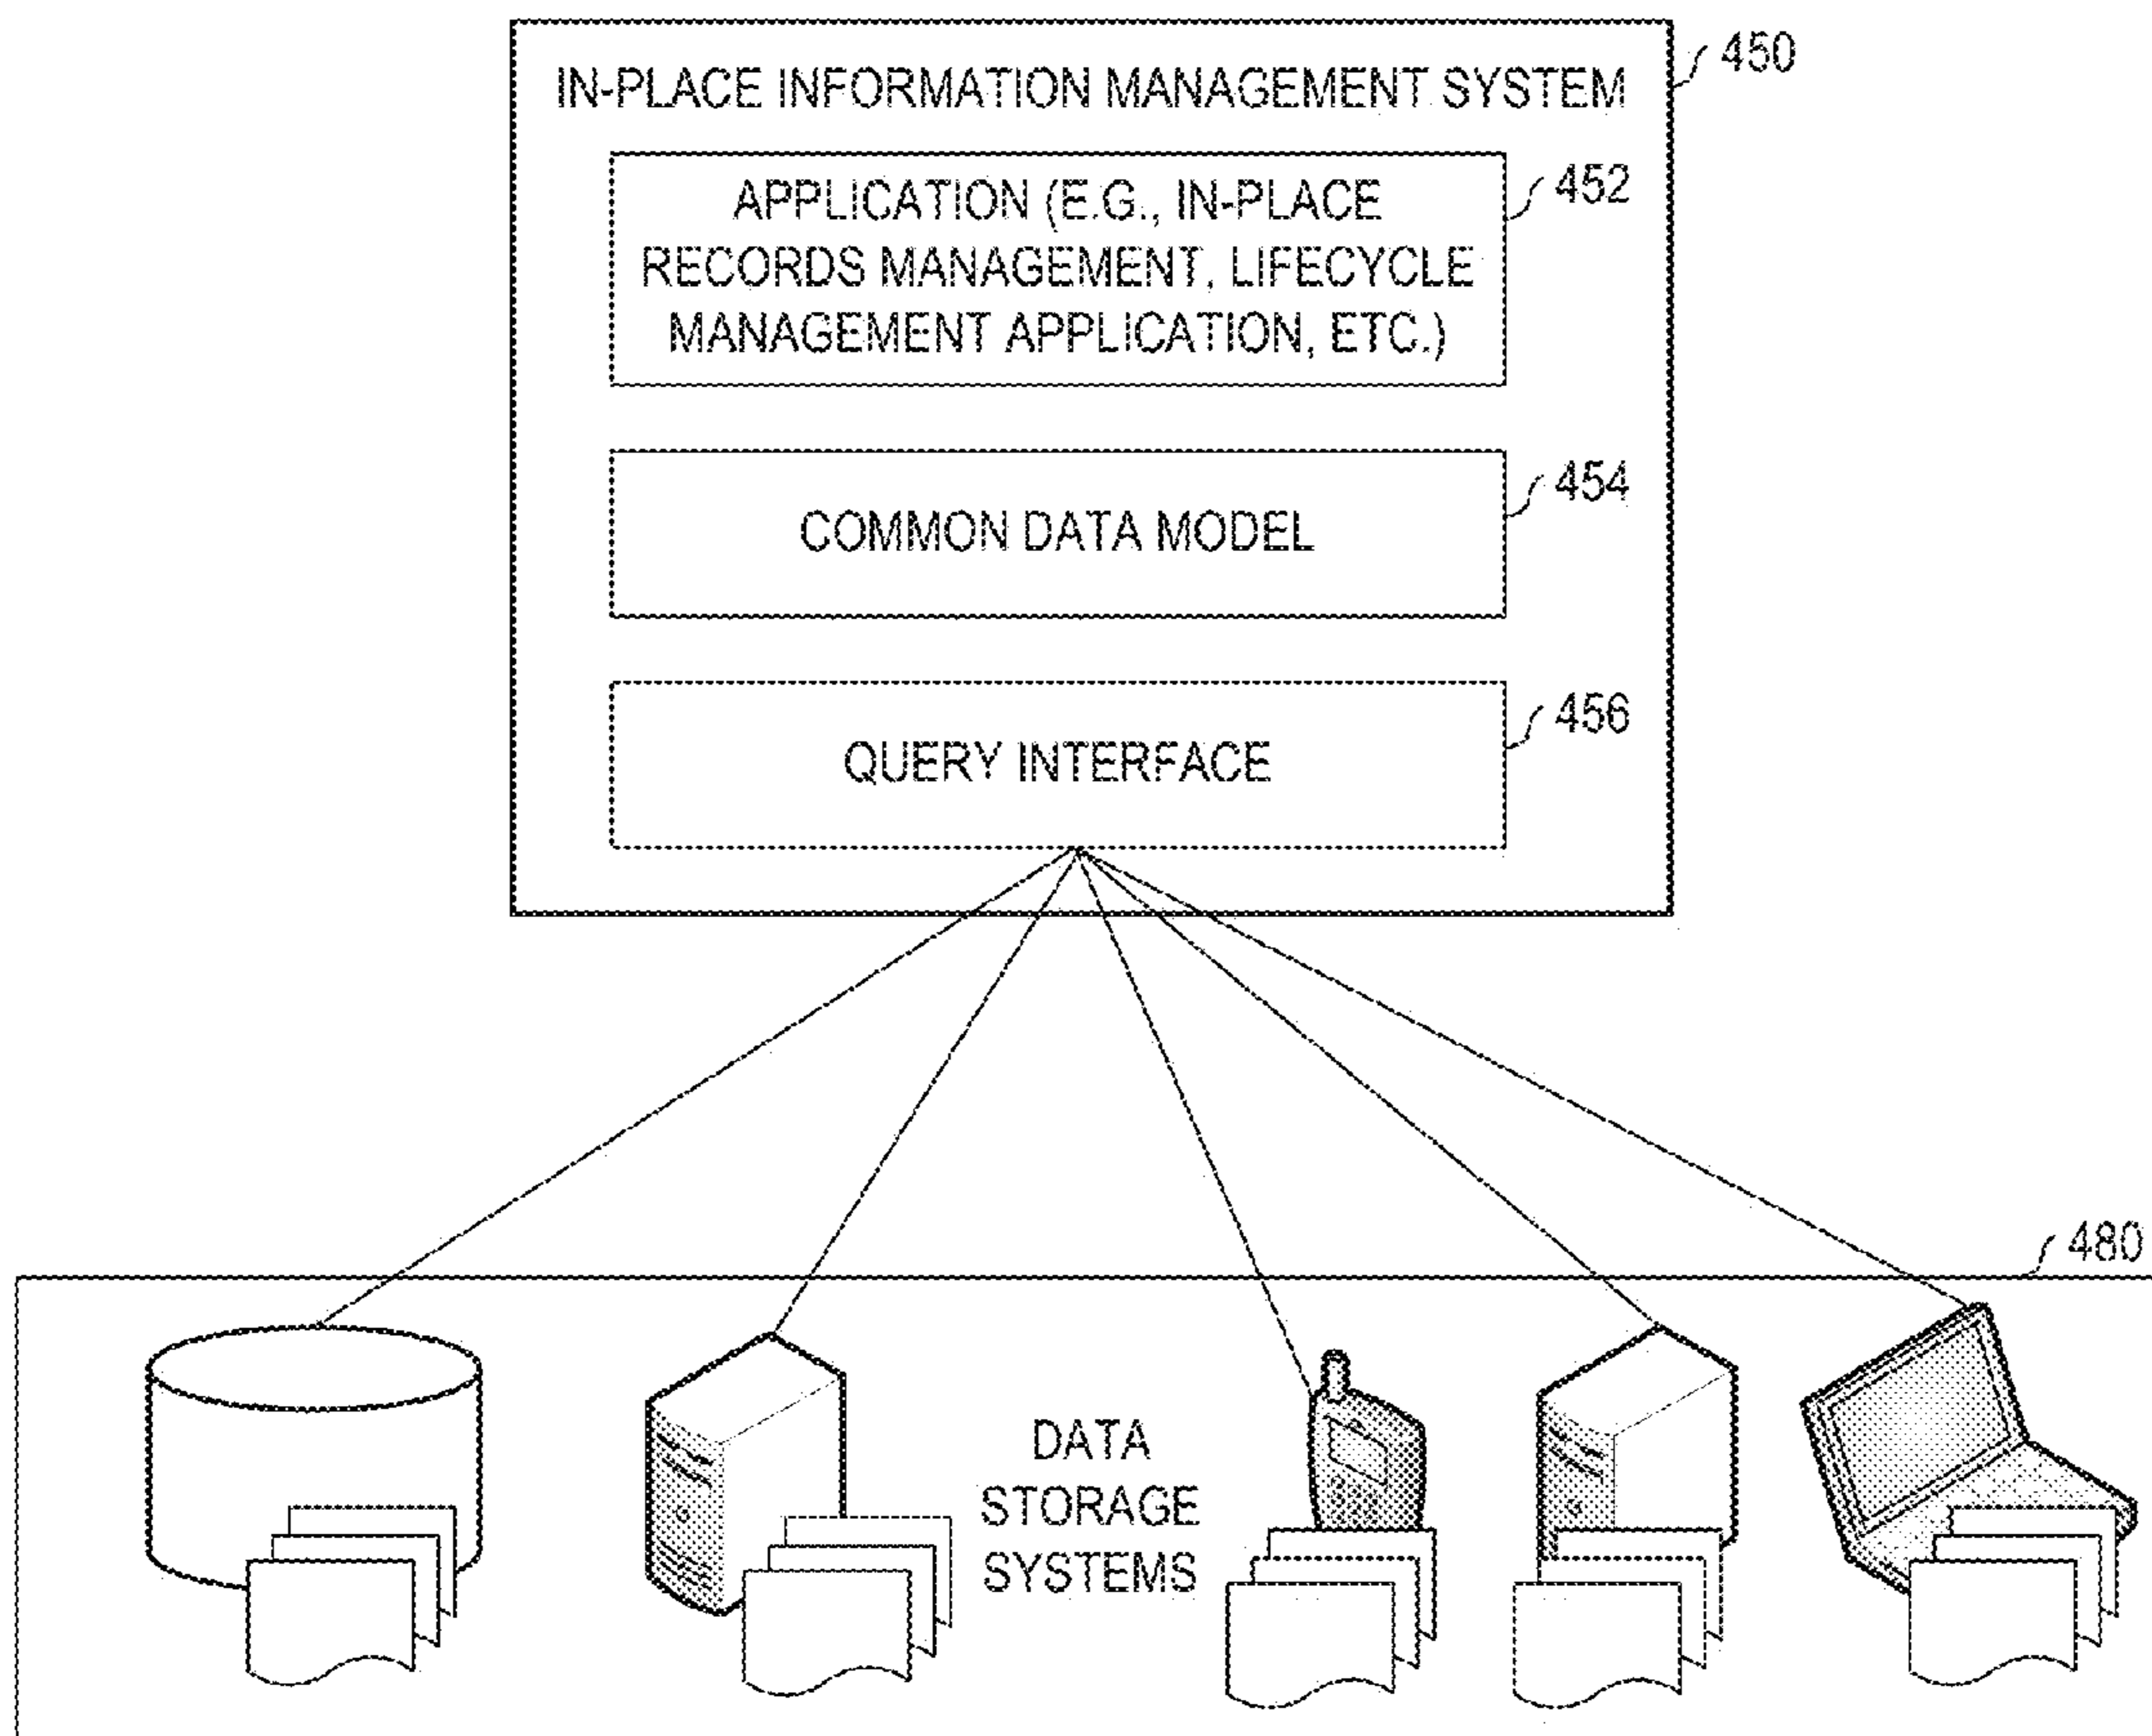 450
IN-PLACE INFORMATION MANAGEMENT SYSTEM
452
APPLICATION (E.G., IN-PLACE
RECORDS MANAGEMENT, LIFECYCLE
MANAGEMENT APPLICATION, ETC.)
454
COMMON DATA MODEL
456
QUERY INTERFACE
480
DATA
STORAGE
SYSTEMS